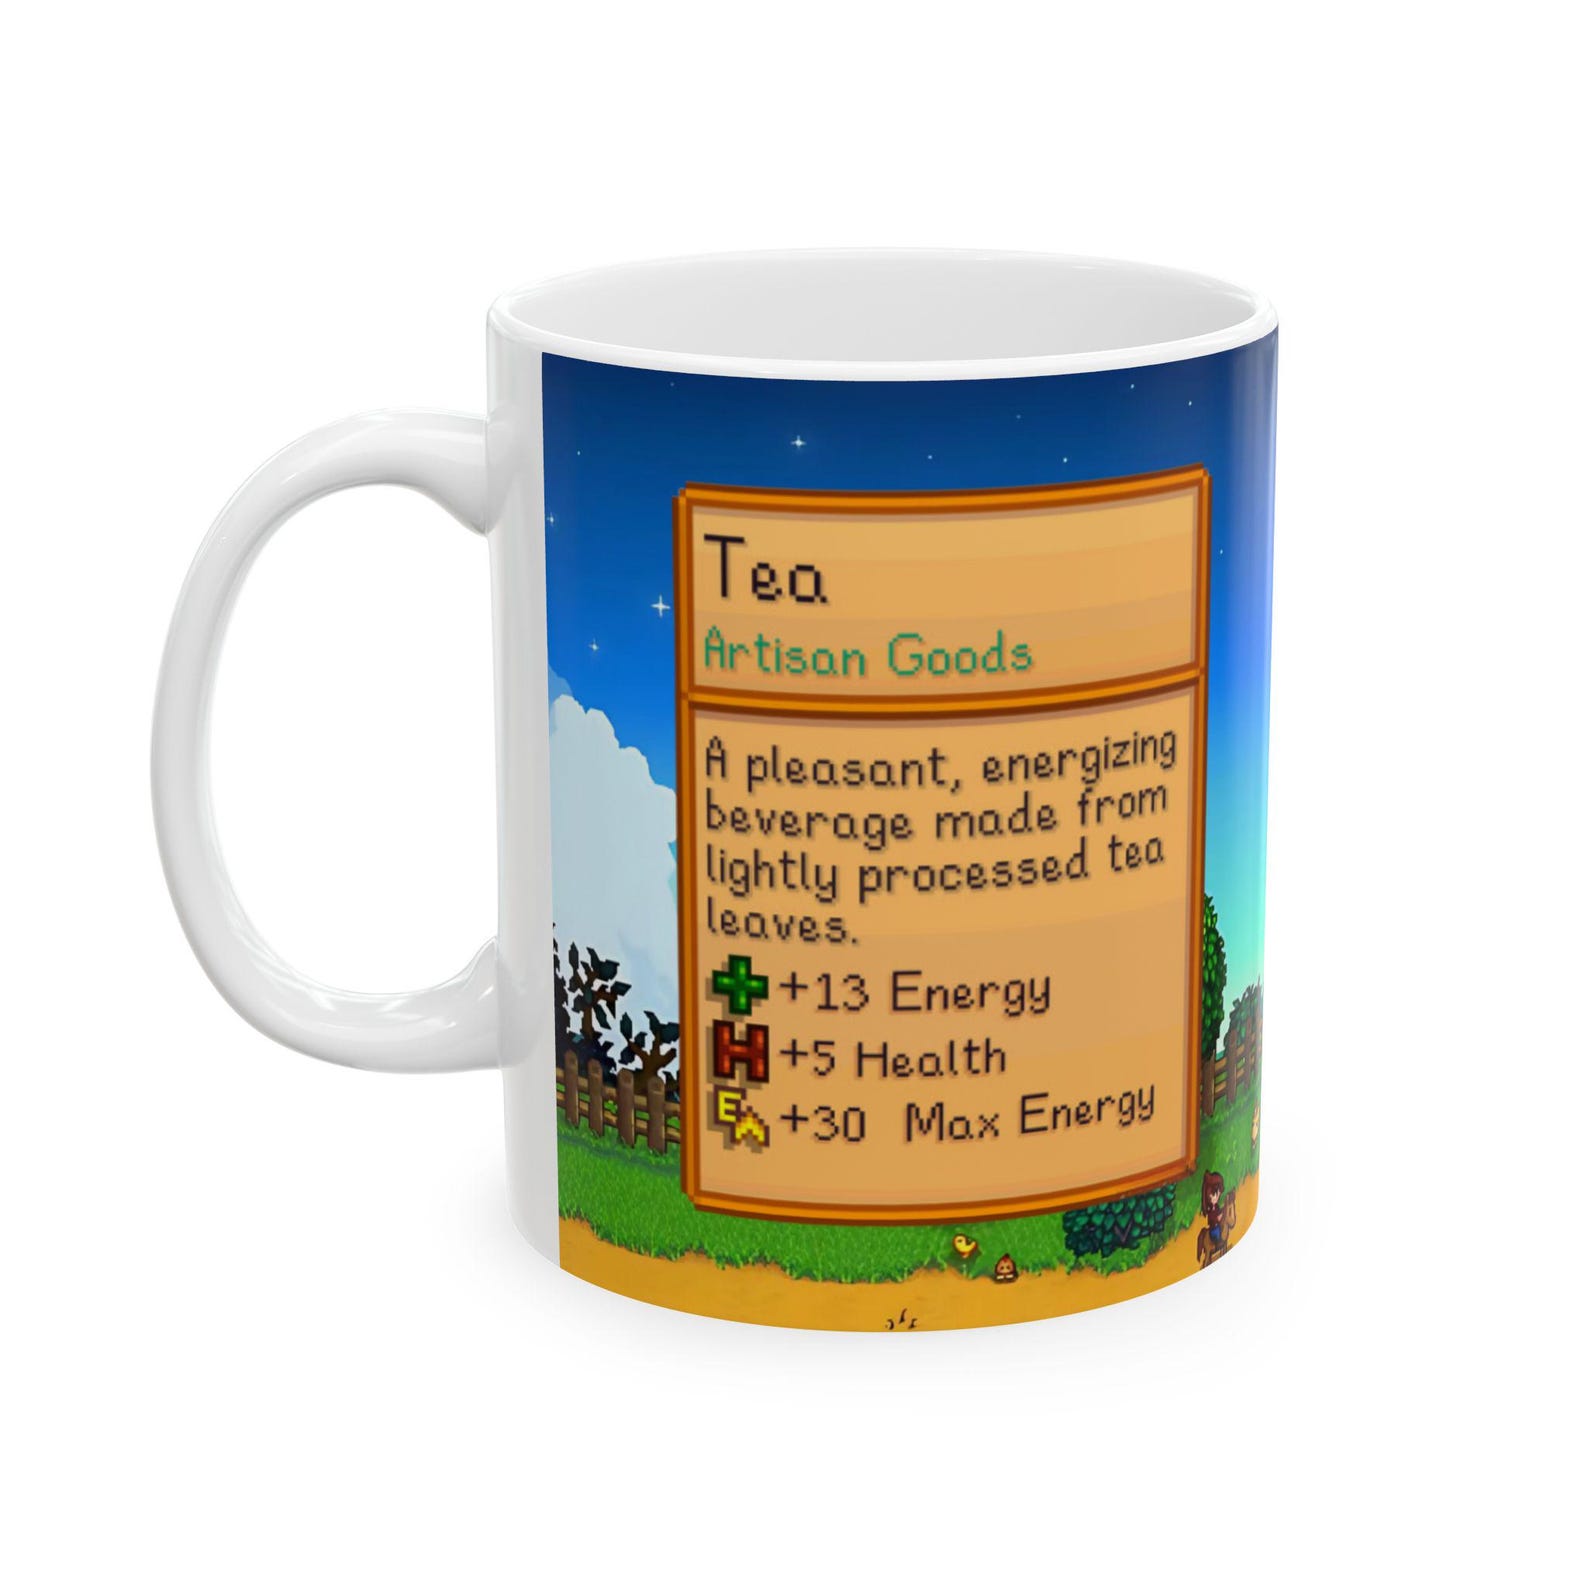 Tea
Artisan Goods
A pleasant, energizing
beverage made from
lightly processed tea
leaves.
+13 Energy
H +5 Health
E +30 Max Energy